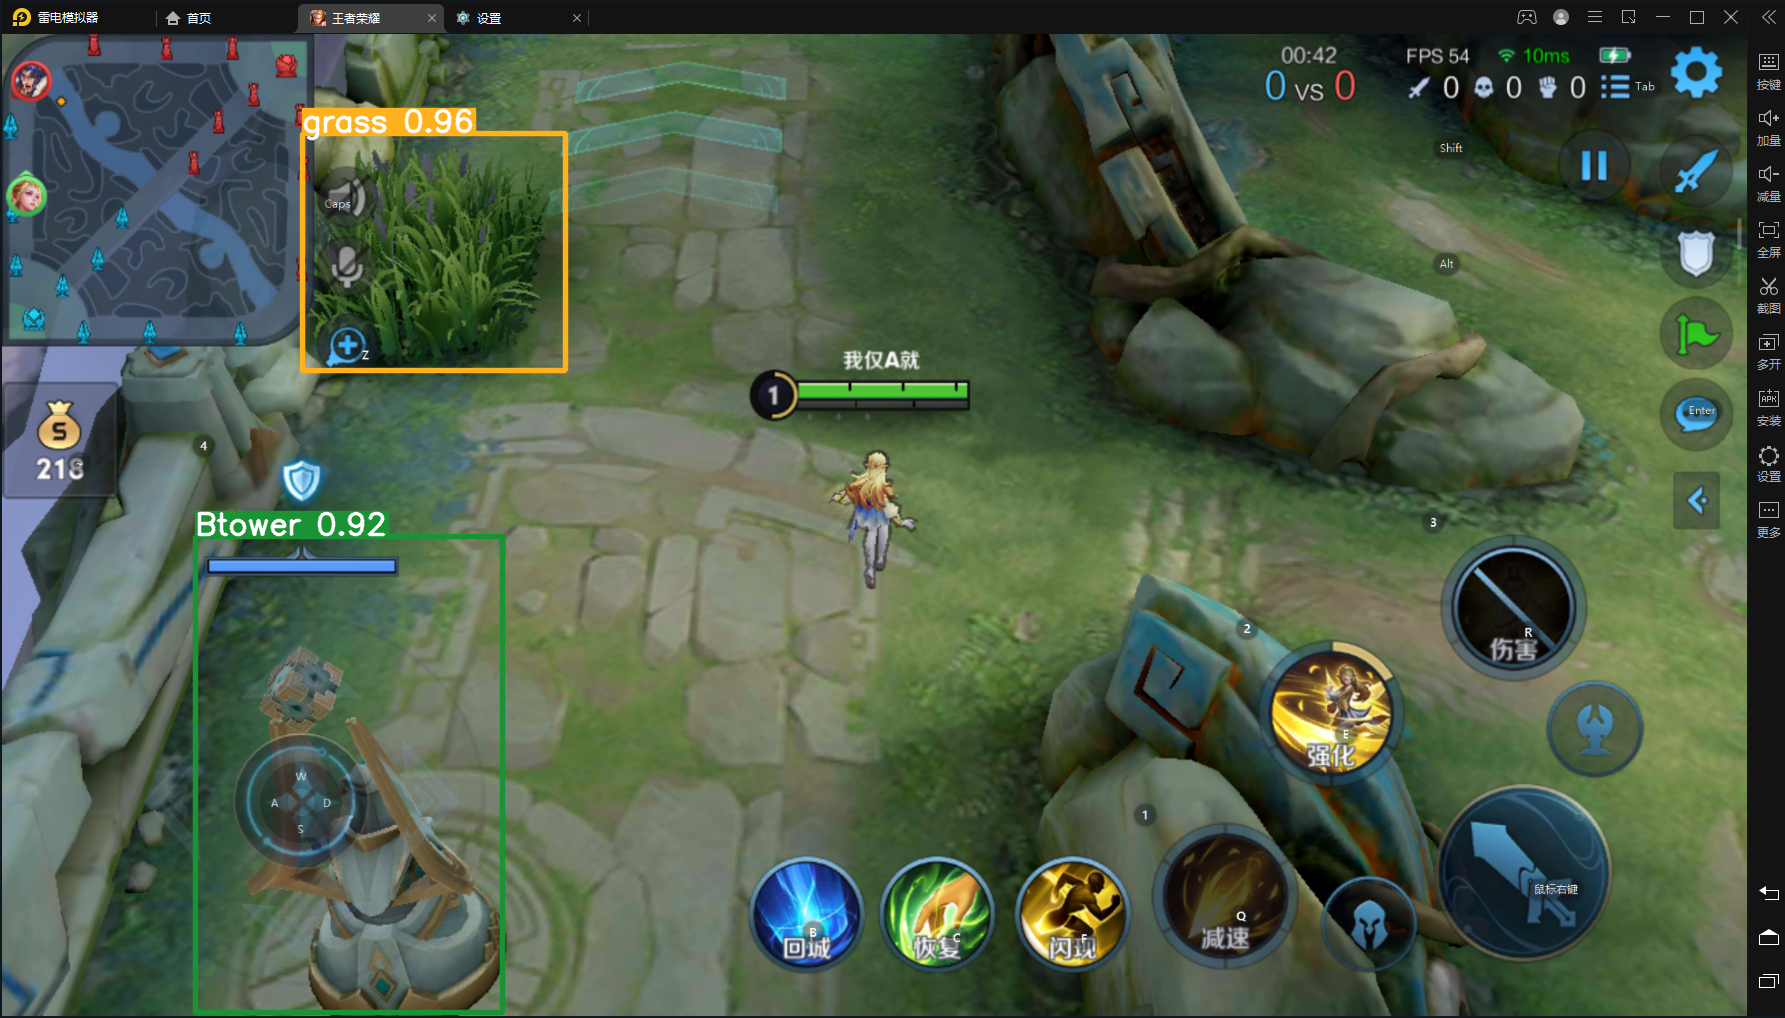 雷电模拟器
首页
王者荣耀
设置
00:42
0 VS 0
FPS 54
10ms
0
0
0
Tab
grass 0.96
Caps
Z
Shift
Alt
Enter
S
218
4
我仅A就
1
Btower 0.92
W
A
D
S
3
2
1
R
伤害
E
强化
Q
减速
B
回城
C
恢复
F
闪现
鼠标右键
按键
加量
减量
全屏
截图
多开
APK
安装
设置
更多